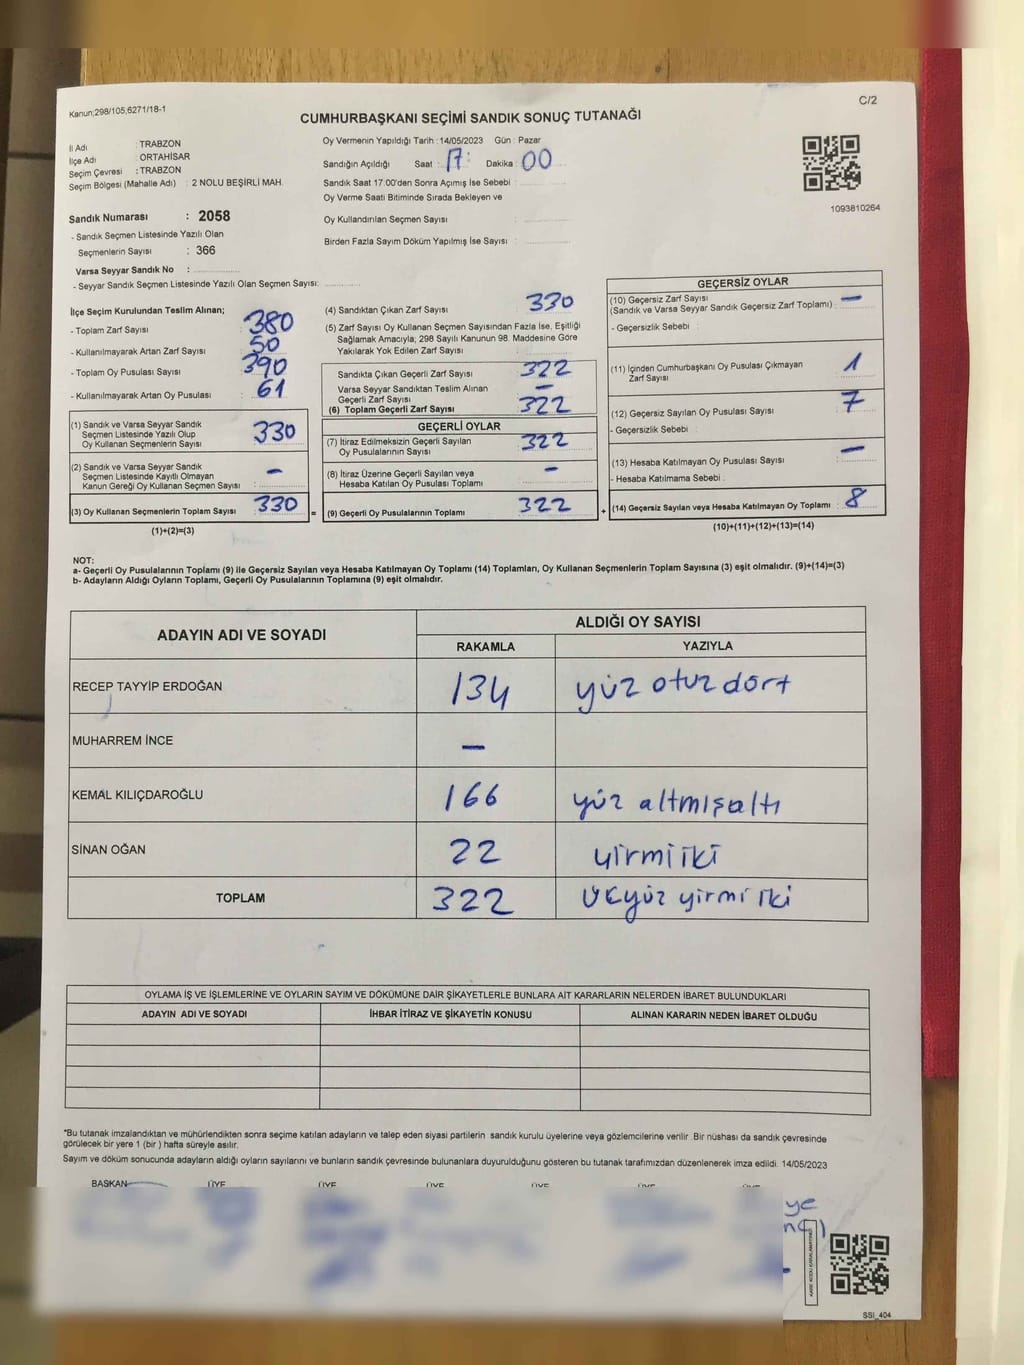 Kanun;298/105,6271/18-1
C/2
CUMHURBAŞKANI SEÇİMİ SANDIK SONUÇ TUTANAĞI
İl Adı : TRABZON
İlçe Adı : ORTAHİSAR
Seçim Çevresi : TRABZON
Seçim Bölgesi (Mahalle Adı) : 2 NOLU BEŞİRLİ MAH.
Sandık Numarası : 2058
- Sandık Seçmen Listesinde Yazılı Olan
Seçmenlerin Sayısı : 366
Varsa Seyyar Sandık No :
- Seyyar Sandık Seçmen Listesinde Yazılı Olan Seçmen Sayısı:
Oy Vermenin Yapıldığı Tarih : 14/05/2023 Gün : Pazar
Sandığın Açıldığı Saat : 17: Dakika : 00
Sandık Saat 17:00'den Sonra Açımış İse Sebebi :
Oy Verme Saati Bitiminde Sırada Bekleyen ve
Oy Kullandırılan Seçmen Sayısı :
Birden Fazla Sayım Döküm Yapılmış İse Sayısı :
1093810264
İlçe Seçim Kurulundan Teslim Alınan;
- Toplam Zarf Sayısı : 380
- Kullanılmayarak Artan Zarf Sayısı : 50
- Toplam Oy Pusulası Sayısı : 390
- Kullanılmayarak Artan Oy Pusulası : 61
(1) Sandık ve Varsa Seyyar Sandık
Seçmen Listesinde Yazılı Olup
Oy Kullanan Seçmenlerin Sayısı : 330
(2) Sandık ve Varsa Seyyar Sandık
Seçmen Listesinde Kayıtlı Olmayan
Kanun Gereği Oy Kullanan Seçmen Sayısı : -
(3) Oy Kullanan Seçmenlerin Toplam Sayısı : 330 =
(1)+(2)=(3)
(4) Sandıktan Çıkan Zarf Sayısı : 330
(5) Zarf Sayısı Oy Kullanan Seçmen Sayısından Fazla İse, Eşitliği
Sağlamak Amacıyla; 298 Sayılı Kanunun 98. Maddesine Göre
Yakılarak Yok Edilen Zarf Sayısı :
Sandıkta Çıkan Geçerli Zarf Sayısı : 322
Varsa Seyyar Sandıktan Teslim Alınan
Geçerli Zarf Sayısı : -
(6) Toplam Geçerli Zarf Sayısı : 322
GEÇERLİ OYLAR
(7) İtiraz Edilmeksizin Geçerli Sayılan
Oy Pusulalarının Sayısı : 322
(8) İtiraz Üzerine Geçerli Sayılan veya
Hesaba Katılan Oy Pusulası Toplamı : -
(9) Geçerli Oy Pusulalarının Toplamı : 322 +
GEÇERSİZ OYLAR
(10) Geçersiz Zarf Sayısı : -
(Sandık ve Varsa Seyyar Sandık Geçersiz Zarf Toplamı)
- Geçersizlik Sebebi :
(11) İçinden Cumhurbaşkanı Oy Pusulası Çıkmayan
Zarf Sayısı : 1
(12) Geçersiz Sayılan Oy Pusulası Sayısı : 7
- Geçersizlik Sebebi :
(13) Hesaba Katılmayan Oy Pusulası Sayısı : -
- Hesaba Katılmama Sebebi :
(14) Geçersiz Sayılan veya Hesaba Katılmayan Oy Toplamı : 8
(10)+(11)+(12)+(13)=(14)
NOT:
a- Geçerli Oy Pusulalarının Toplamı (9) ile Geçersiz Sayılan veya Hesaba Katılmayan Oy Toplamı (14) Toplamları, Oy Kullanan Seçmenlerin Toplam Sayısına (3) eşit olmalıdır. (9)+(14)=(3)
b- Adayların Aldığı Oyların Toplamı, Geçerli Oy Pusulalarının Toplamına (9) eşit olmalıdır.
ADAYIN ADI VE SOYADI
ALDIĞI OY SAYISI
RAKAMLA YAZIYLA
RECEP TAYYİP ERDOĞAN 134 yüz otuz dört
MUHARREM İNCE -
KEMAL KILIÇDAROĞLU 166 yüz altmışaltı
SİNAN OĞAN 22 yirmi iki
TOPLAM 322 üçyüz yirmi iki
OYLAMA İŞ VE İŞLEMLERİNE VE OYLARIN SAYIM VE DÖKÜMÜNE DAİR ŞİKAYETLERLE BUNLARA AİT KARARLARIN NELERDEN İBARET BULUNDUKLARI
ADAYIN ADI VE SOYADI İHBAR İTİRAZ VE ŞİKAYETİN KONUSU ALINAN KARARIN NEDEN İBARET OLDUĞU
*Bu tutanak imzalandıktan ve mühürlendikten sonra seçime katılan adayların ve talep eden siyasi partilerin sandık kurulu üyelerine veya gözlemcilerine verilir .Bir nüshası da sandık çevresinde
görülecek bir yere 1 (bir ) hafta süreyle asılır.
Sayım ve döküm sonucunda adayların aldığı oyların sayılarını ve bunların sandık çevresinde bulunanlara duyurulduğunu gösteren bu tutanak tarafımızdan düzenlenerek imza edildi. 14/05/2023
BAŞKAN ÜYE ÜYE ÜYE ÜYE ÜYE
SSI_404